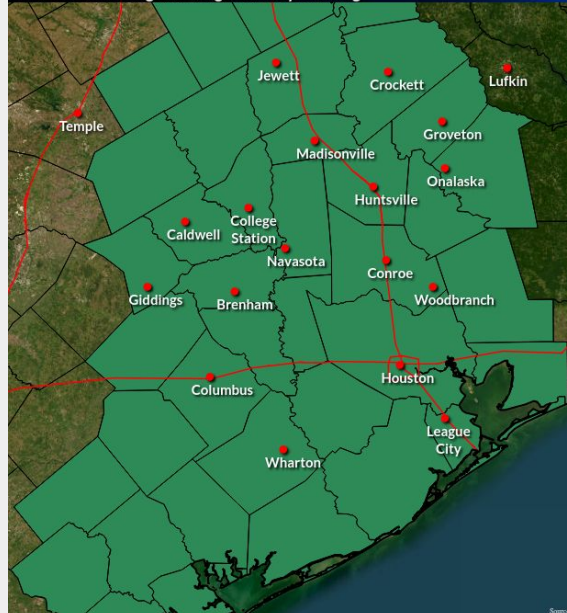 Jewett
Crockett
Lufkin
Temple
Groveton
Madisonville
Onalaska
Huntsville
College
Station
Caldwell
Navasota
Conroe
Giddings
Brenham
Woodbranch
Houston
Columbus
League
City
Wharton